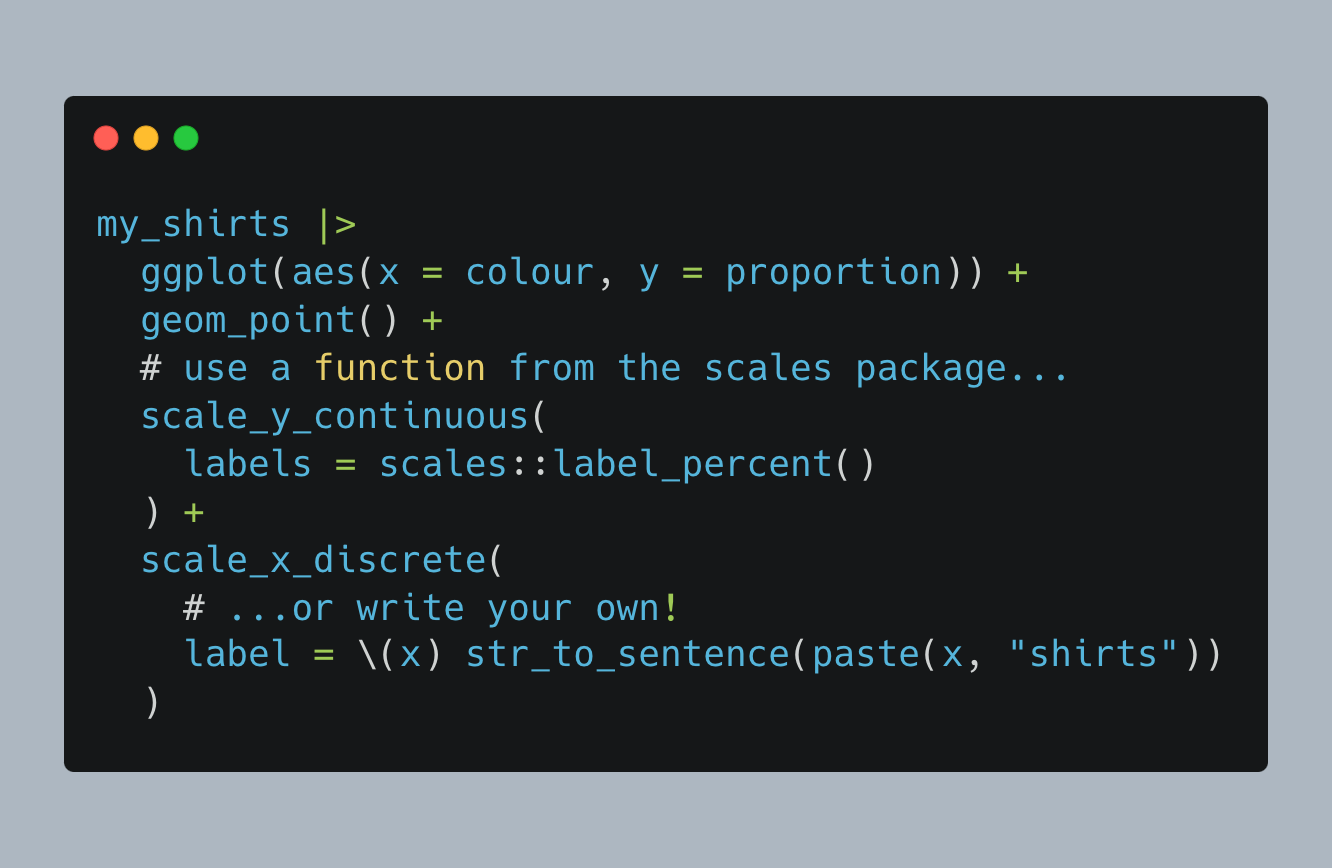 my_shirts |>
  ggplot(aes(x = colour, y = proportion)) +
  geom_point() +
  # use a function from the scales package...
  scale_y_continuous(
    labels = scales::label_percent()
  ) +
  scale_x_discrete(
    # ...or write your own!
    label = \(x) str_to_sentence(paste(x, "shirts"))
  )